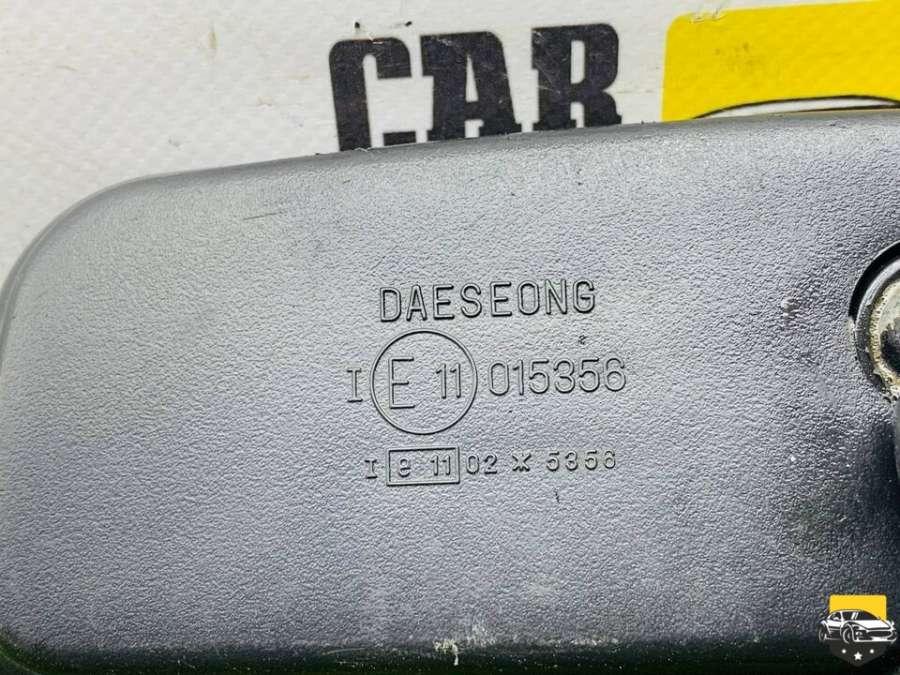 CAR
DAESEONG
I E 11 015356
I e 11 02 * 5356